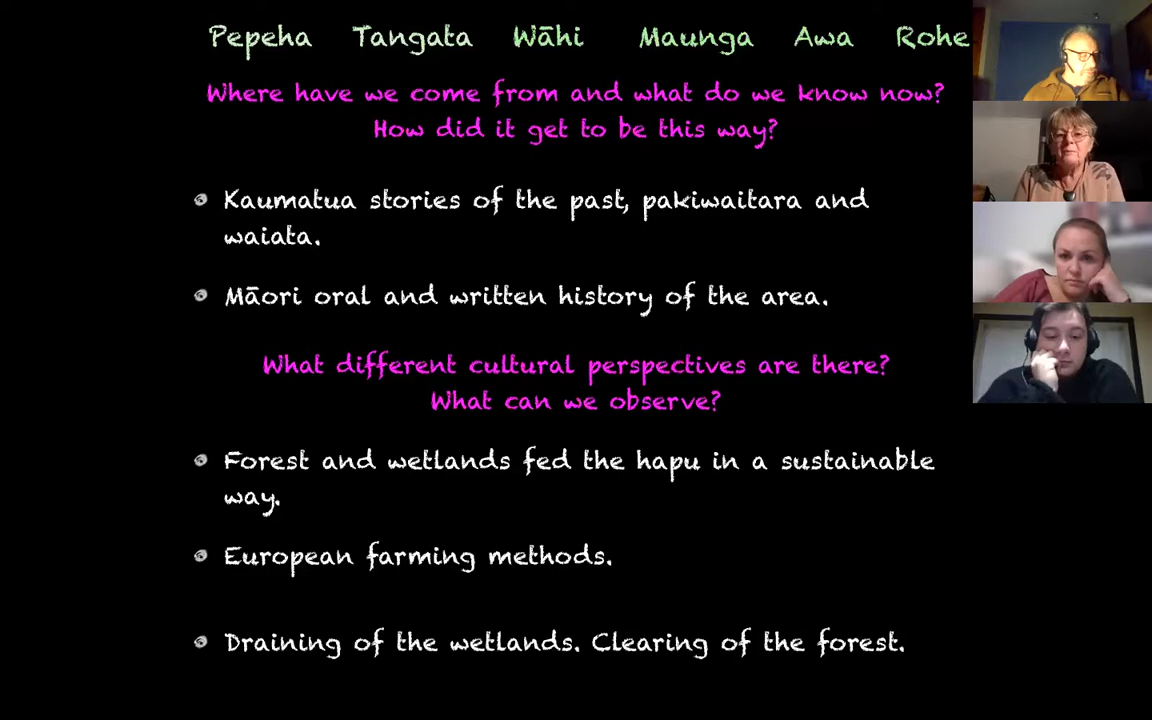 Pepeha Tangata Wāhi Maunga Awa Rohe
Where have we come from and what do we know now?
How did it get to be this way?
Kaumatua stories of the past, pakiwaitara and
waiata.
Māori oral and written history of the area.
What different cultural perspectives are there?
What can we observe?
Forest and wetlands fed the hapu in a sustainable
way.
European farming methods.
Draining of the wetlands. Clearing of the forest.